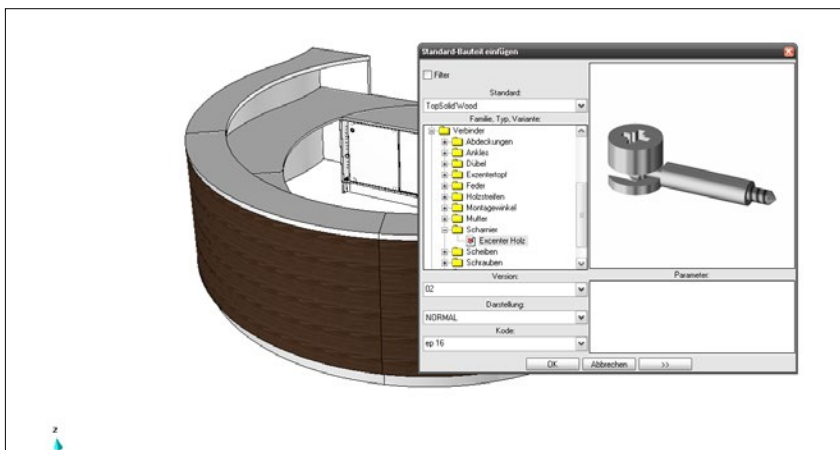 Standard-Bauteil einfügen
Filter
Standard:
TopSolid'Wood
Familie, Typ, Variante:
Verbinder
Abdeckungen
Ankles
Dübel
Exzentertopf
Feder
Holzstreifen
Montagewinkel
Mutter
Scharnier
Excenter Holz
Scheiben
Schrauben
Version:
02
Darstellung:
NORMAL
Kode:
ep 16
Parameter:
OK
Abbrechen
>>
z